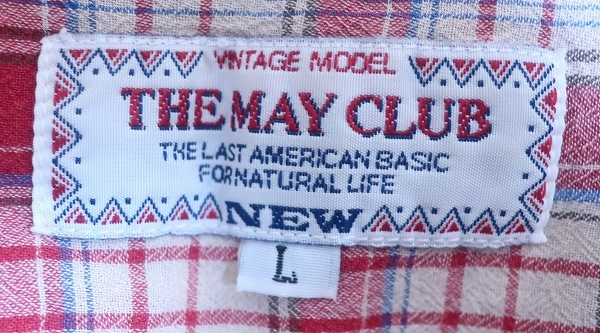 VINTAGE MODEL
THE MAY CLUB
THE LAST AMERICAN BASIC
FOR NATURAL LIFE
NEW
L